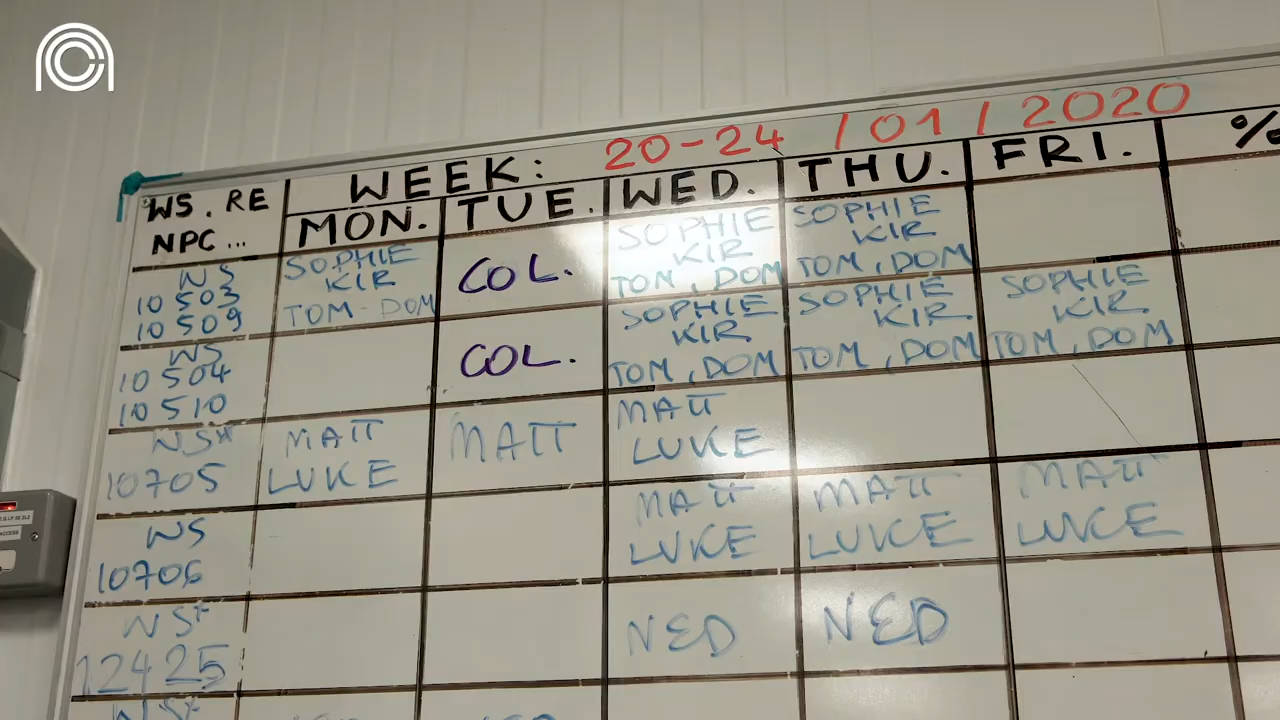 WEEK: 20-24 /01 / 2020
WS. RE
NPC...
MON. TUE. WED. THU. FRI. %
WS
10503
10509
SOPHIE
KIR
TOM-DOM
COL.
SOPHIE
KIR
TOM, DOM
SOPHIE
KIR
TOM, DOM
WS
10504
10510
COL.
SOPHIE
KIR
TOM, DOM
SOPHIE
KIR
TOM, DOM
SOPHIE
KIR
TOM, DOM
WS*
10705
MATT
LUKE
MATT
MATT
LUKE
WS
10706
MATT
LUKE
MATT
LUKE
MATT
LUKE
WS*
12425
NED
NED
WS*